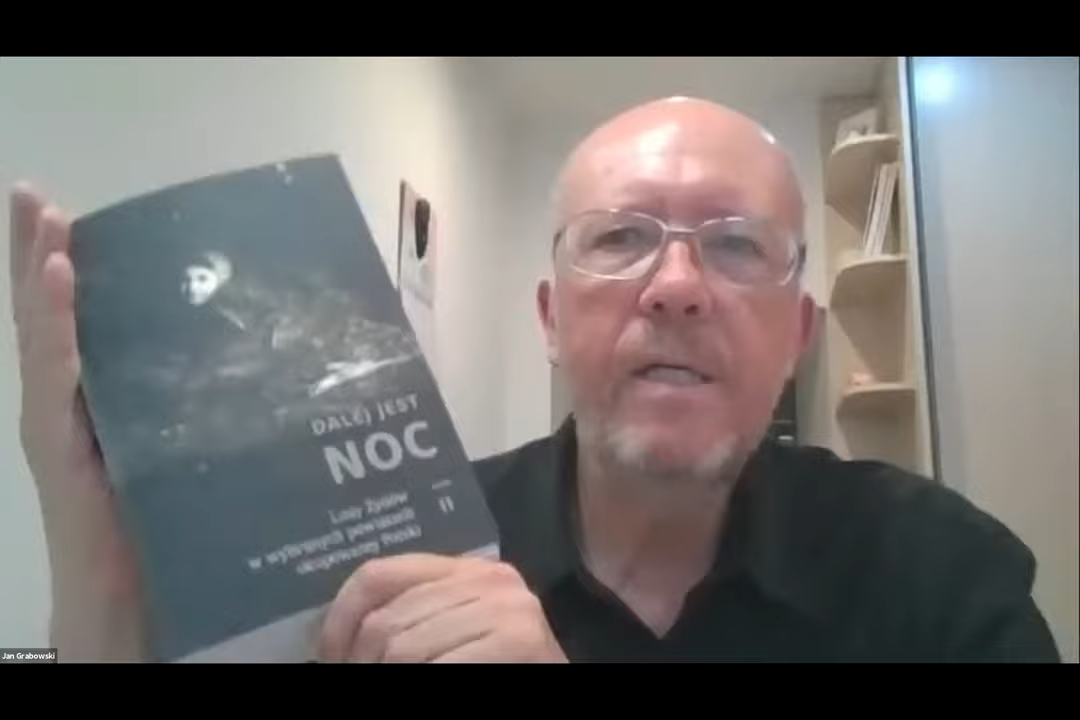 DALEJ JEST
NOC
II
Losy Żydów
w wybranych powiatach
okupowanej Polski
Jan Grabowski